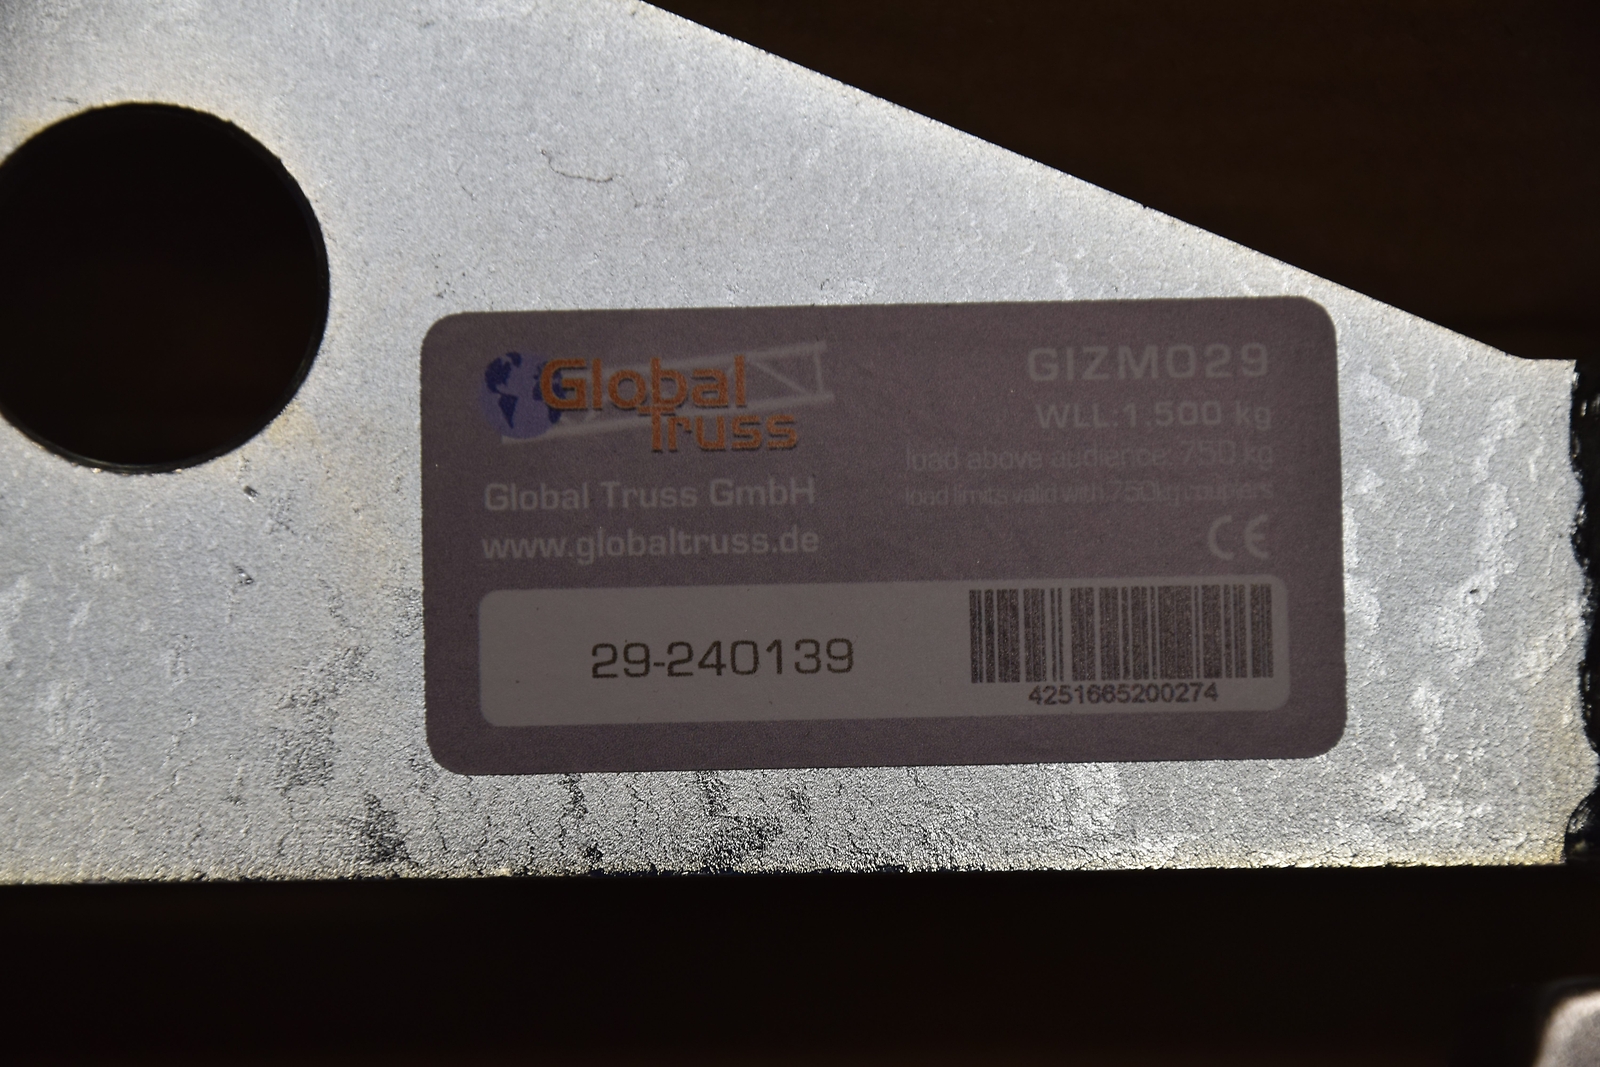 Global
Truss
Global Truss GmbH
www.globaltruss.de
GIZMO29
WLL:1.500 kg
load above audience: 750 kg
load limits valid with 750kg couplers
CE
29-240139
4251665200274